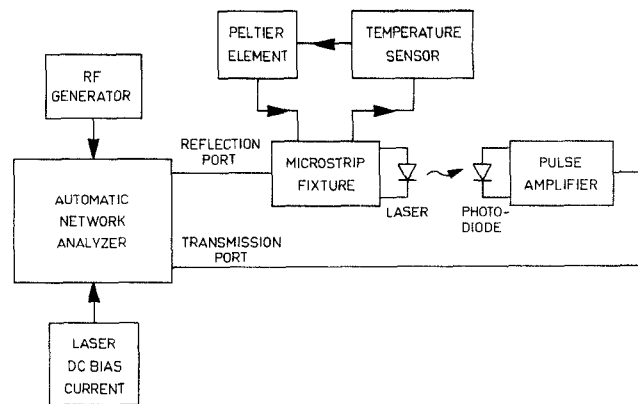 PELTIER
ELEMENT
TEMPERATURE
SENSOR
RF
GENERATOR
REFLECTION
PORT
MICROSTRIP
FIXTURE
LASER
PHOTO-
DIODE
PULSE
AMPLIFIER
AUTOMATIC
NETWORK
ANALYZER
TRANSMISSION
PORT
LASER
DC BIAS
CURRENT